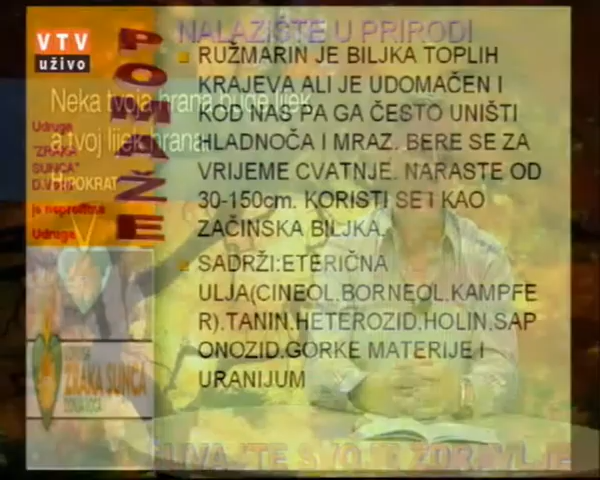 NALAZIŠTE U PRIRODI
VTV
uživo
POMAŽE
RUŽMARIN JE BILJKA TOPLIH
KRAJEVA ALI JE UDOMAČEN I
KOD NAS PA GA ČESTO UNIŠTI
HLADNOČA I MRAZ. BERE SE ZA
VRIJEME CVATNJE. NARASTE OD
30-150cm. KORISTI SE I KAO
ZAČINSKA BILJKA.
SADRŽI:ETERIČNA
ULJA(CINEOL.BORNEOL.KAMPFE
R).TANIN.HETEROZID.HOLIN.SAP
ONOZID.GORKE MATERIJE I
URANIJUM
Neka tvoja hrana bude lijek
a tvoj lijek hrana
HIPOKRAT
Udruga
"ZRAKA
SUNCA"
je neprofitna
Udruga
ZRAKA SUNCA